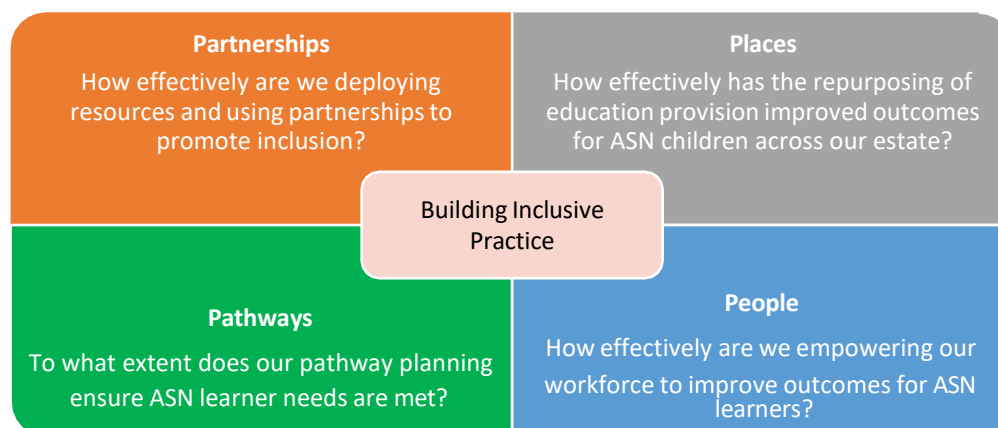 Partnerships
How effectively are we deploying
resources and using partnerships to
promote inclusion?
Places
How effectively has the repurposing of
education provision improved outcomes
for ASN children across our estate?
Building Inclusive
Practice
Pathways
To what extent does our pathway planning
ensure ASN learner needs are met?
People
How effectively are we empowering our
workforce to improve outcomes for ASN
learners?